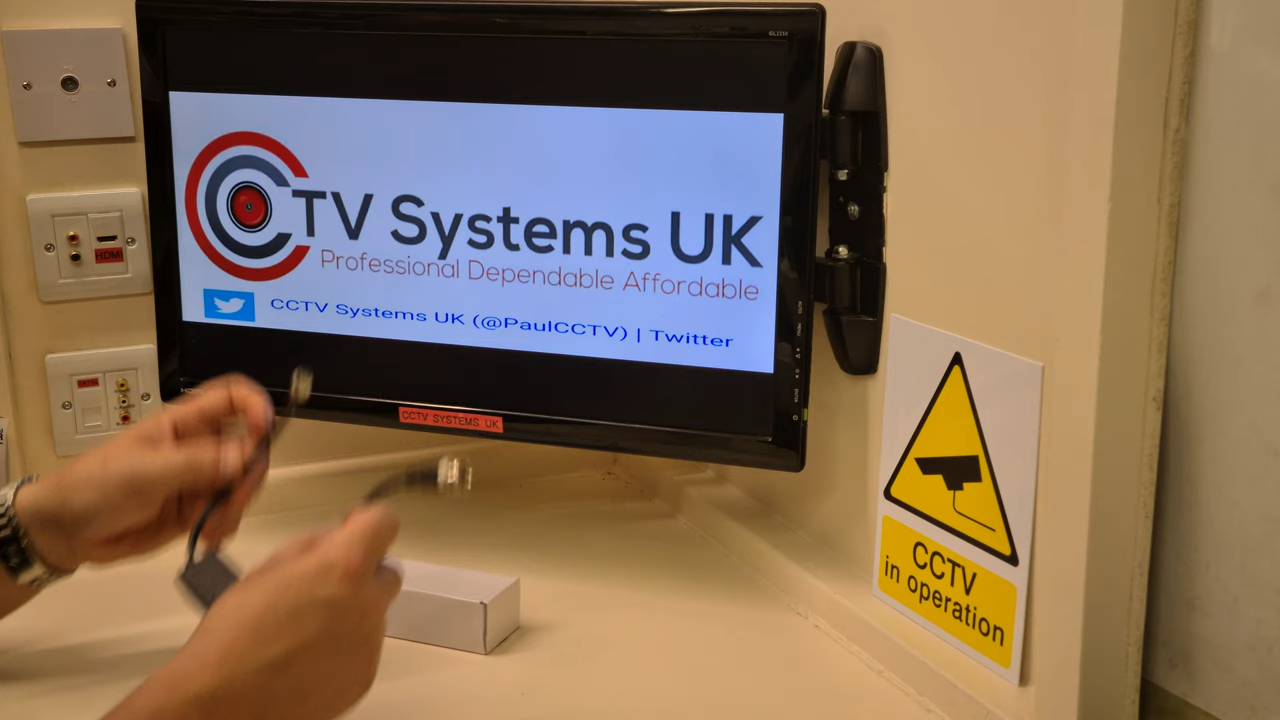 CCTV Systems UK
Professional Dependable Affordable
CCTV Systems UK (@PaulCCTV) | Twitter
CCTV SYSTEMS UK
HDMI
CCTV
in operation